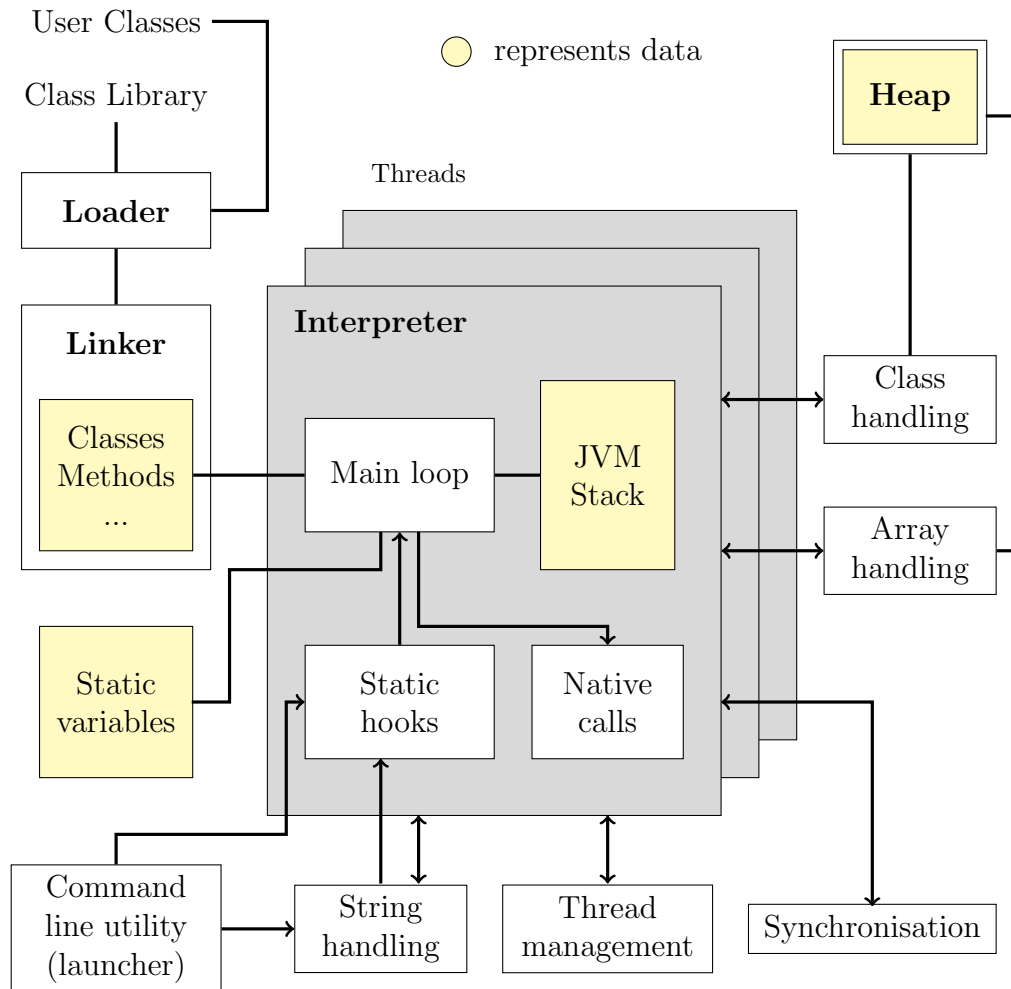 User Classes
represents data
Class Library
Heap
Threads
Loader
Interpreter
Linker
Class
handling
Classes
Methods
...
Main loop
JVM
Stack
Array
handling
Static
variables
Static
hooks
Native
calls
Command
line utility
(launcher)
String
handling
Thread
management
Synchronisation